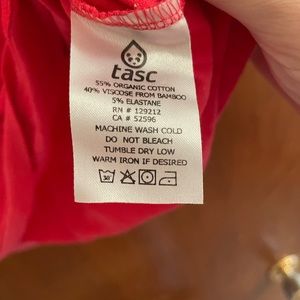 tasc
55% ORGANIC COTTON
40% VISCOSE FROM BAMBOO
5% ELASTANE
RN # 129212
CA # 52596
MACHINE WASH COLD
DO NOT BLEACH
TUMBLE DRY LOW
WARM IRON IF DESIRED